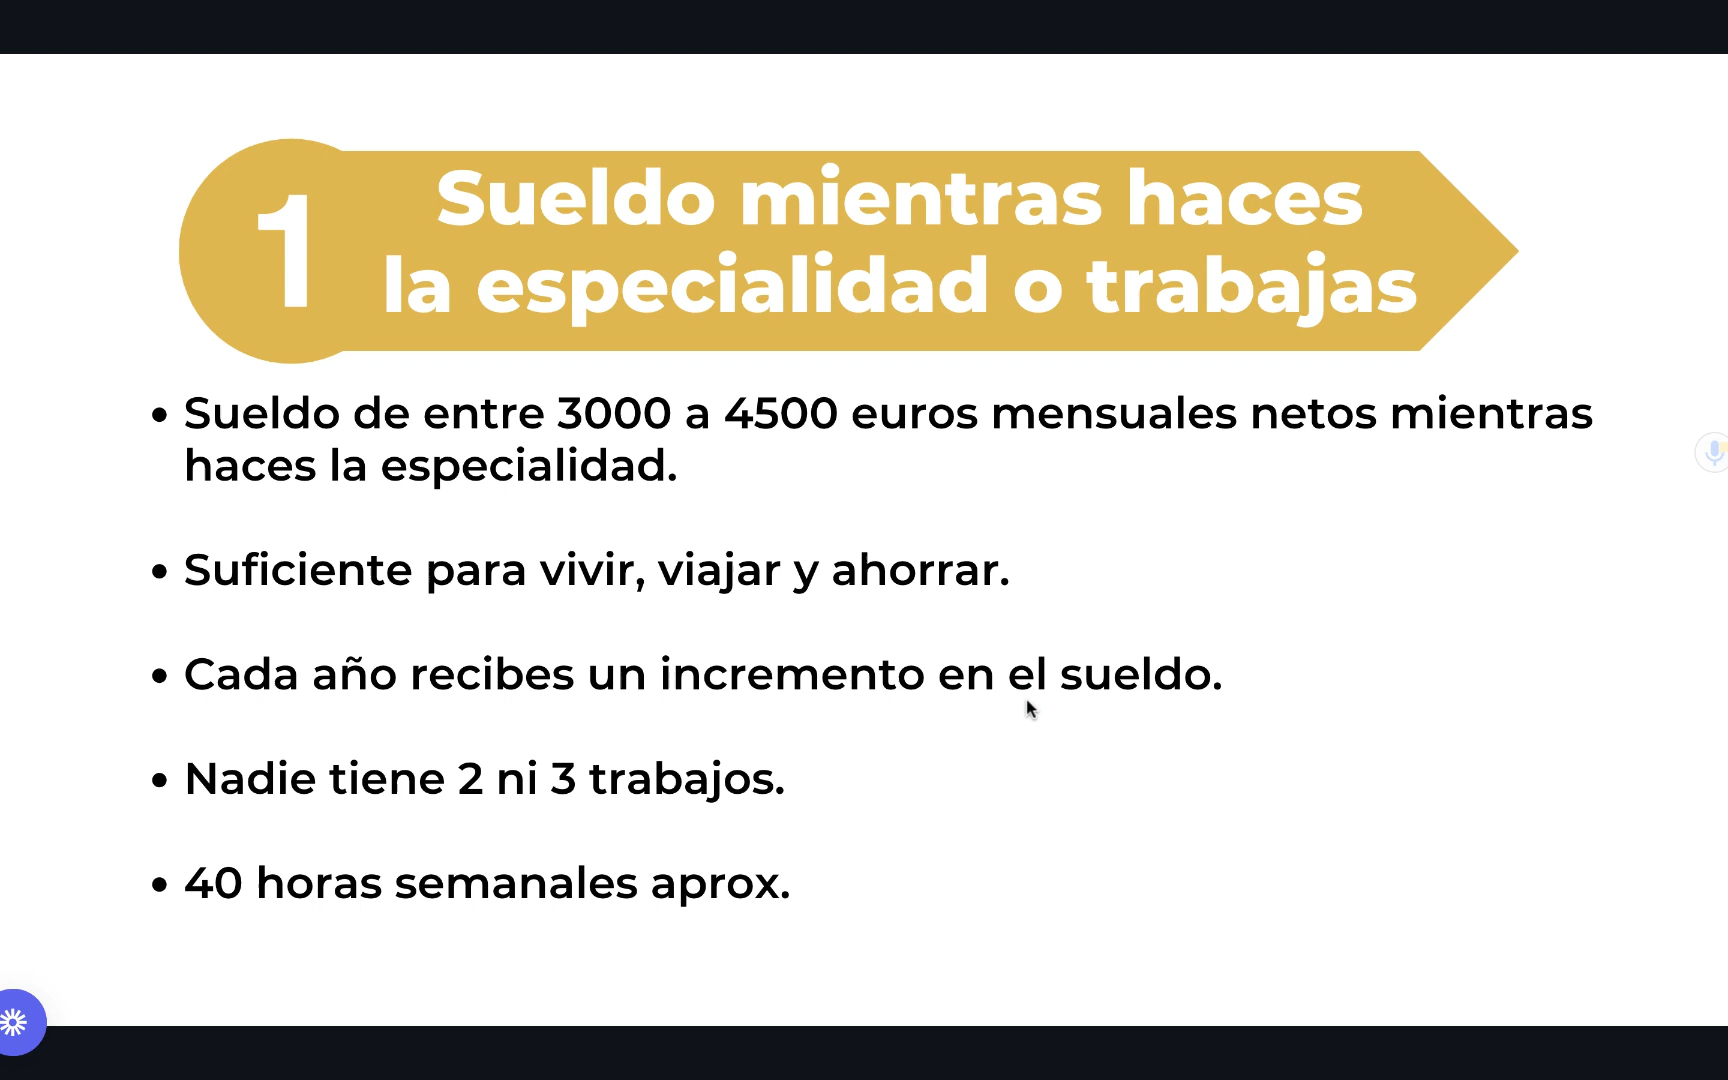 1
Sueldo mientras haces
la especialidad o trabajas
• Sueldo de entre 3000 a 4500 euros mensuales netos mientras
haces la especialidad.
• Suficiente para vivir, viajar y ahorrar.
• Cada año recibes un incremento en el sueldo.
• Nadie tiene 2 ni 3 trabajos.
• 40 horas semanales aprox.